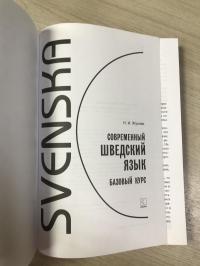 SVENSKA
Н. И. Жукова
СОВРЕМЕННЫЙ
ШВЕДСКИЙ
ЯЗЫК
БАЗОВЫЙ КУРС